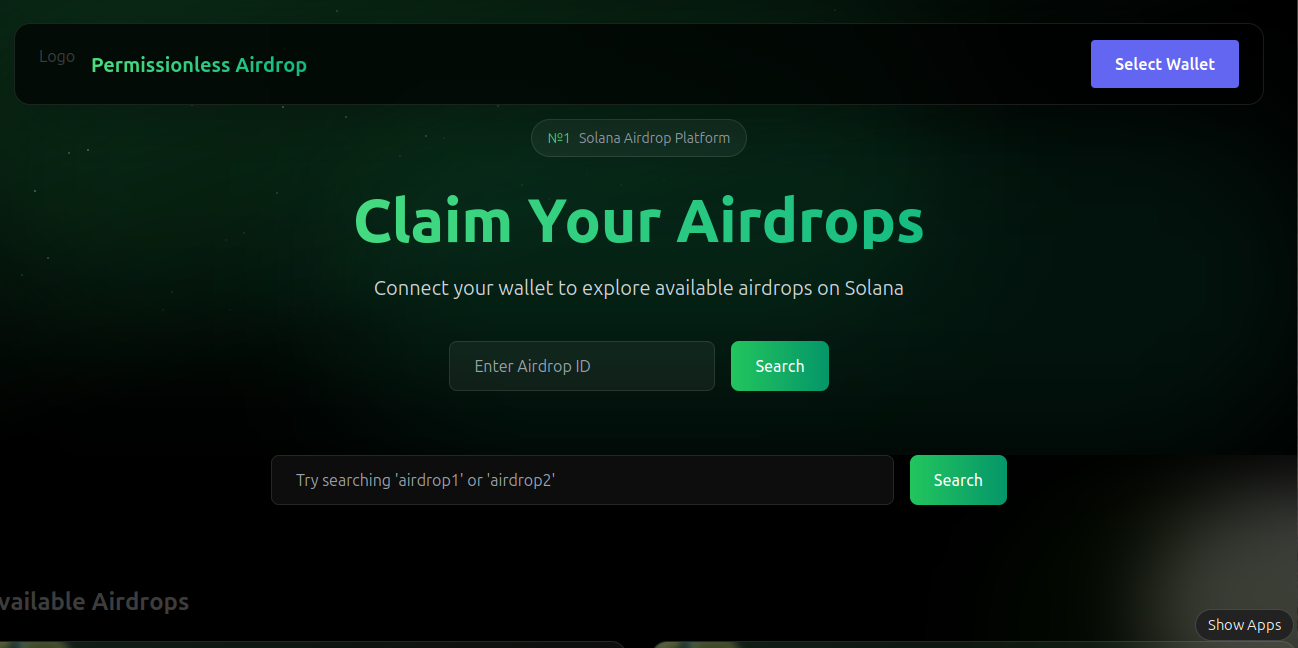 Logo
Permissionless Airdrop
Select Wallet
№1 Solana Airdrop Platform
Claim Your Airdrops
Connect your wallet to explore available airdrops on Solana
Enter Airdrop ID
Search
Try searching 'airdrop1' or 'airdrop2'
Search
vailable Airdrops
Show Apps